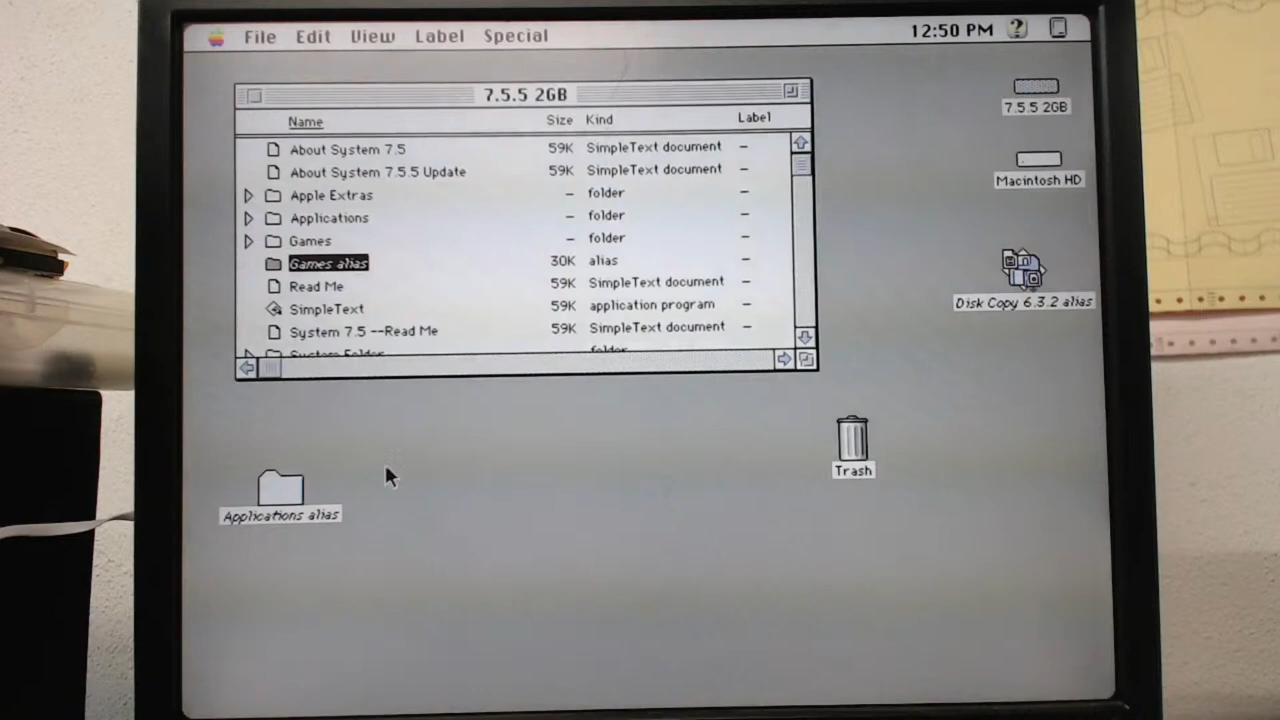 File Edit View Label Special 12:50 PM
7.5.5 2GB
Name Size Kind Label
About System 7.5 59K SimpleText document –
About System 7.5.5 Update 59K SimpleText document –
Apple Extras – folder –
Applications – folder –
Games – folder –
Games alias 30K alias –
Read Me 59K SimpleText document –
SimpleText 59K application program –
System 7.5 --Read Me 59K SimpleText document –
System Folder folder
7.5.5 2GB
Macintosh HD
Disk Copy 6.3.2 alias
Trash
Applications alias